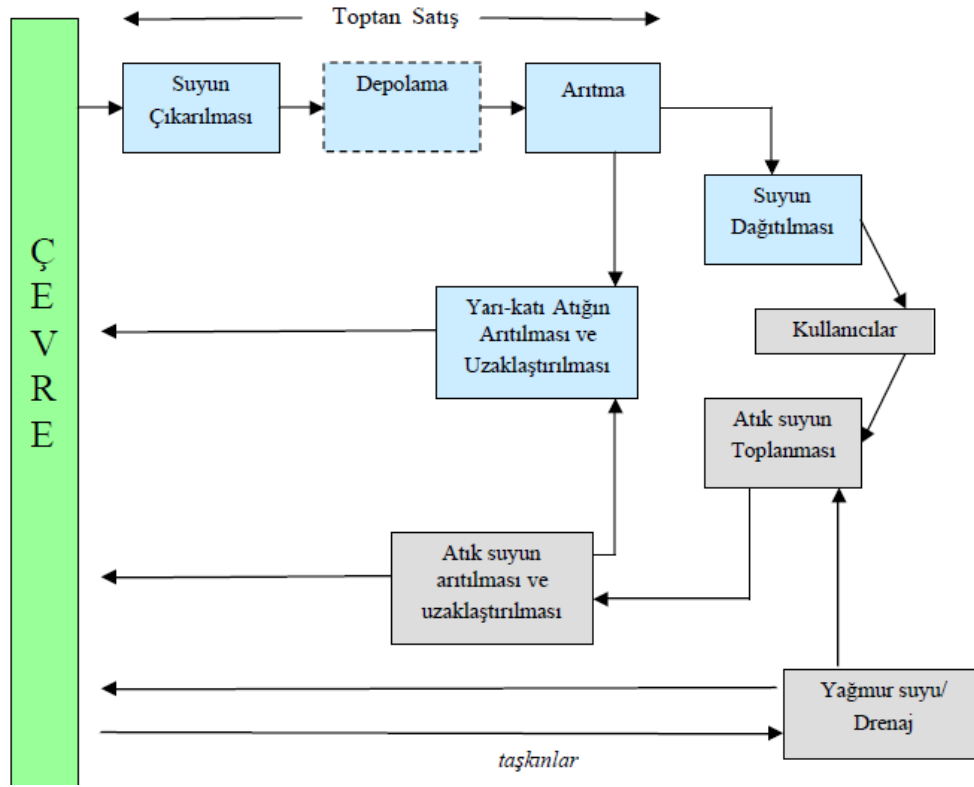 Toptan Satış
Suyun
Çıkarılması
Depolama
Arıtma
Suyun
Dağıtılması
ÇEVRE
Yarı-katı Atığın
Arıtılması ve
Uzaklaştırılması
Kullanıcılar
Atık suyun
Toplanması
Atık suyun
arıtılması ve
uzaklaştırılması
Yağmur suyu/
Drenaj
taşkınlar